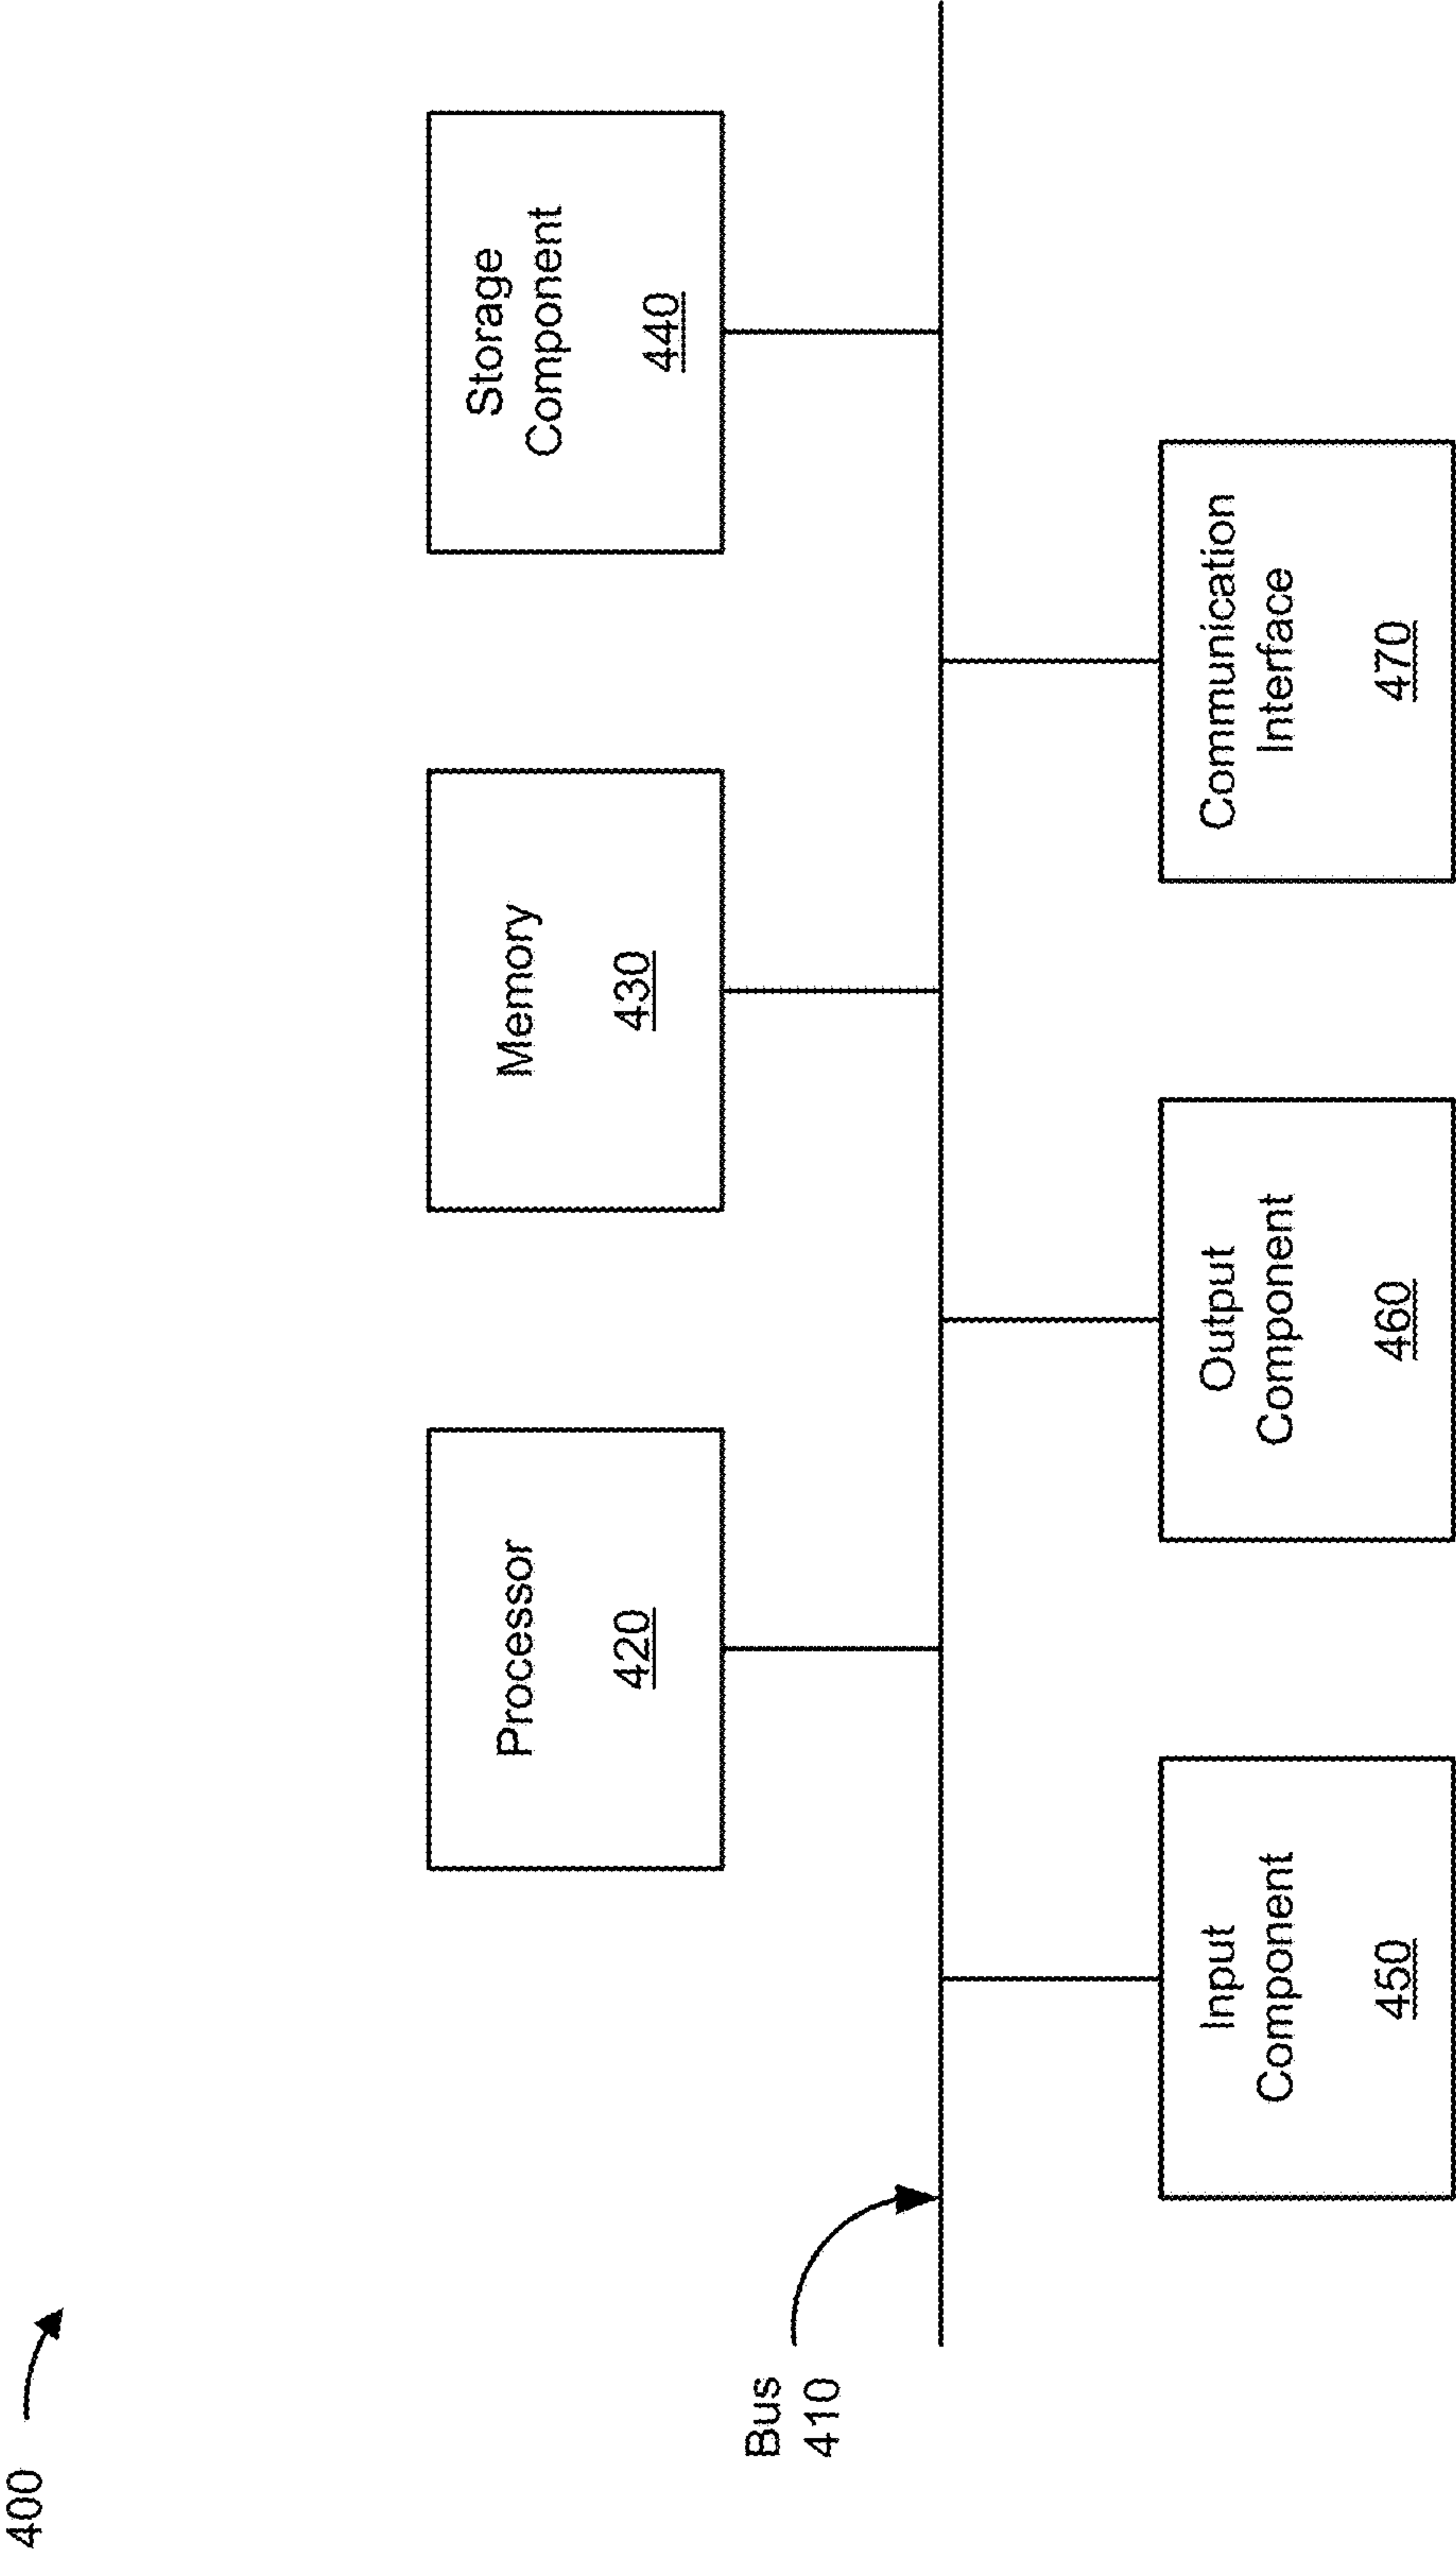 400
Processor
420
Memory
430
Storage
Component
440
Bus
410
Input
Component
450
Output
Component
460
Communication
Interface
470